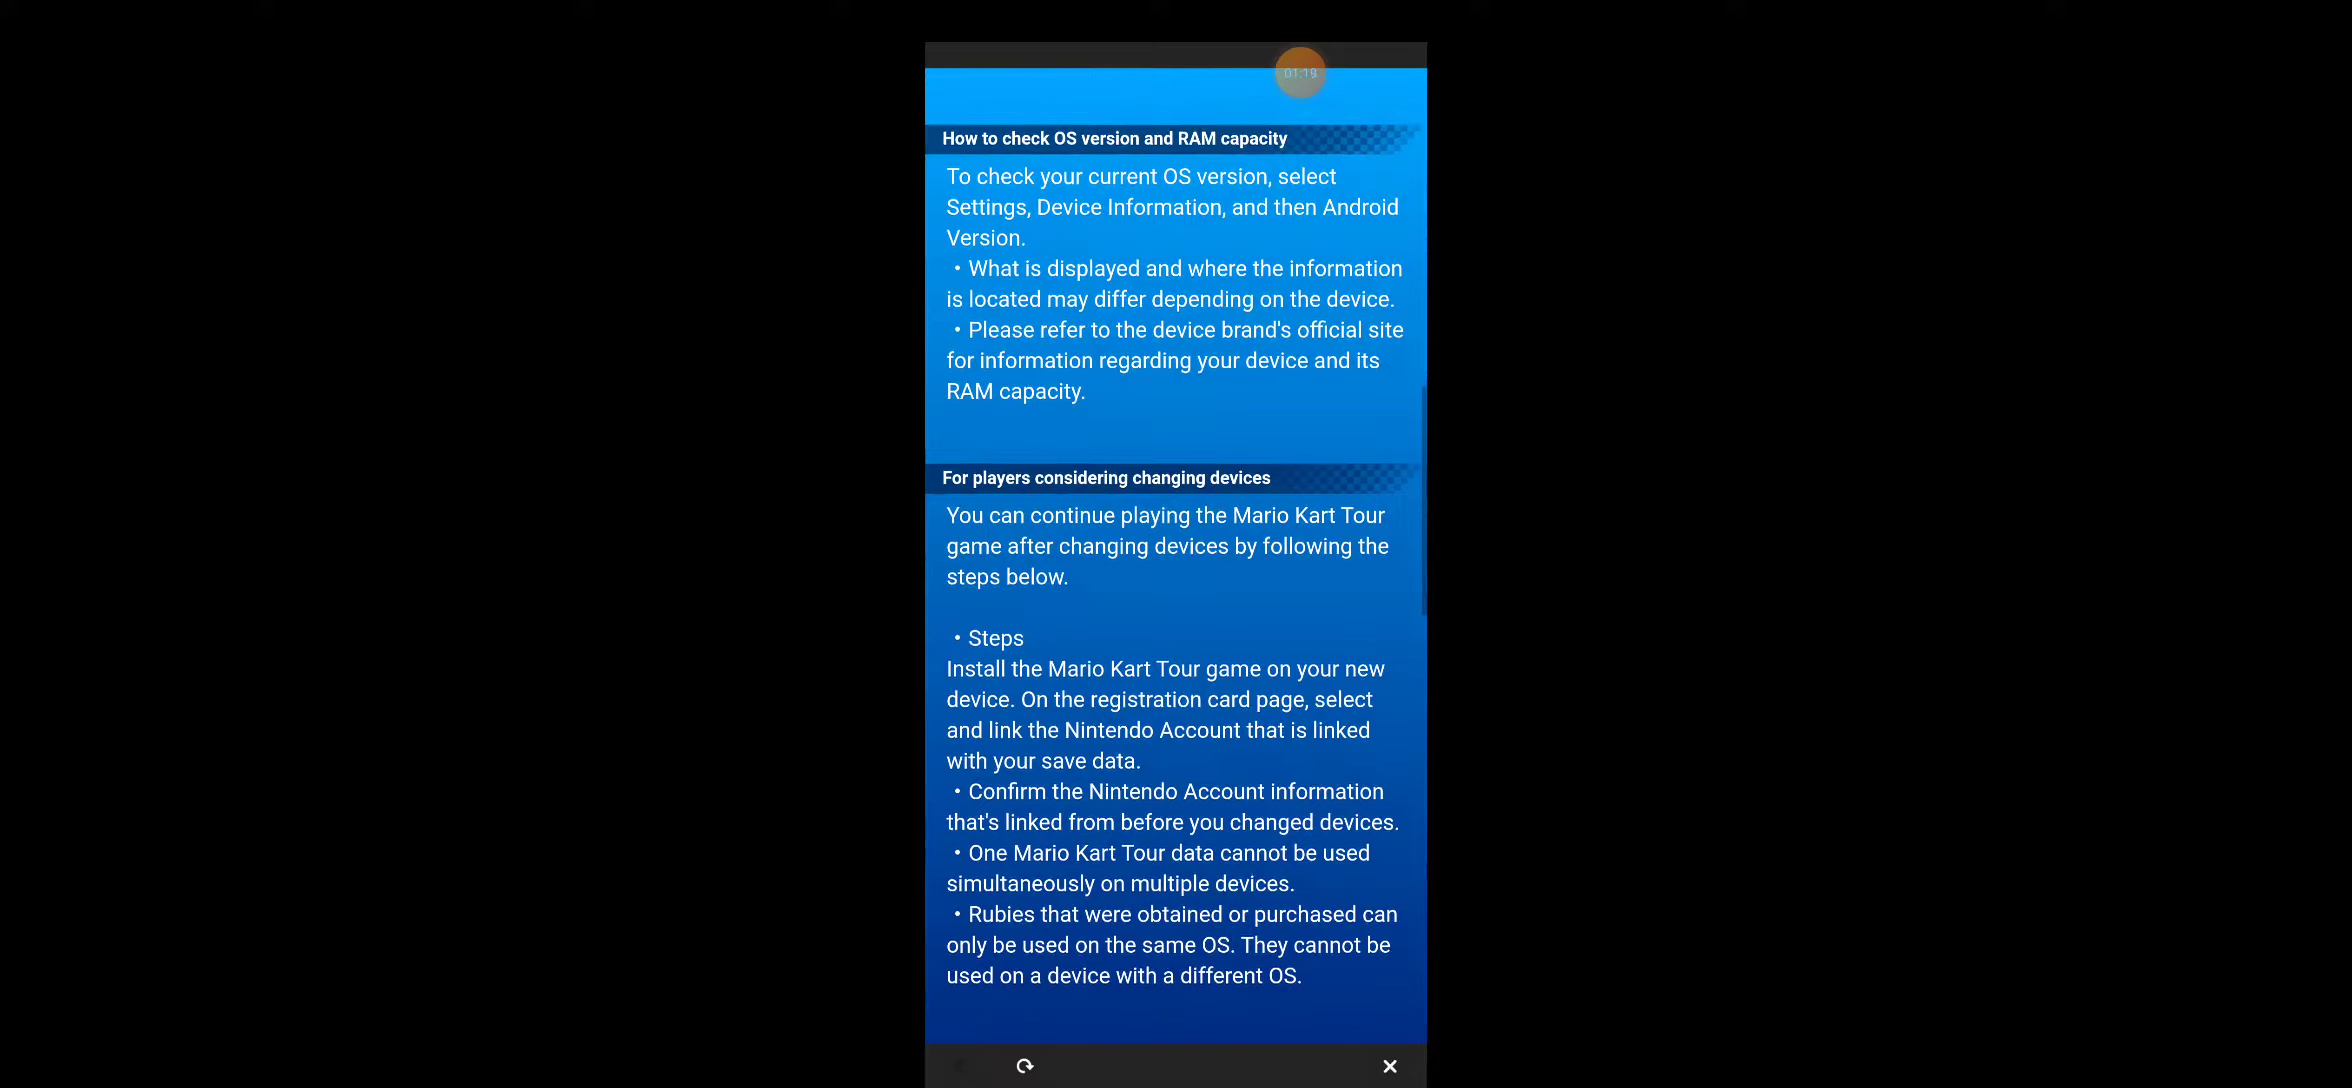 01:19
How to check OS version and RAM capacity
To check your current OS version, select
Settings, Device Information, and then Android
Version.
・What is displayed and where the information
is located may differ depending on the device.
・Please refer to the device brand's official site
for information regarding your device and its
RAM capacity.
For players considering changing devices
You can continue playing the Mario Kart Tour
game after changing devices by following the
steps below.
・Steps
Install the Mario Kart Tour game on your new
device. On the registration card page, select
and link the Nintendo Account that is linked
with your save data.
・Confirm the Nintendo Account information
that's linked from before you changed devices.
・One Mario Kart Tour data cannot be used
simultaneously on multiple devices.
・Rubies that were obtained or purchased can
only be used on the same OS. They cannot be
used on a device with a different OS.